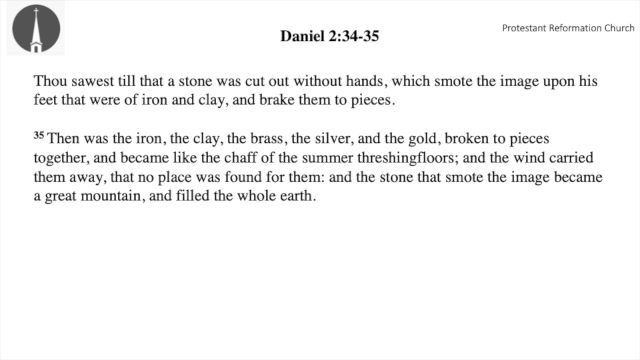 Protestant Reformation Church
Daniel 2:34-35
Thou sawest till that a stone was cut out without hands, which smote the image upon his
feet that were of iron and clay, and brake them to pieces.
35 Then was the iron, the clay, the brass, the silver, and the gold, broken to pieces
together, and became like the chaff of the summer threshingfloors; and the wind carried
them away, that no place was found for them: and the stone that smote the image became
a great mountain, and filled the whole earth.